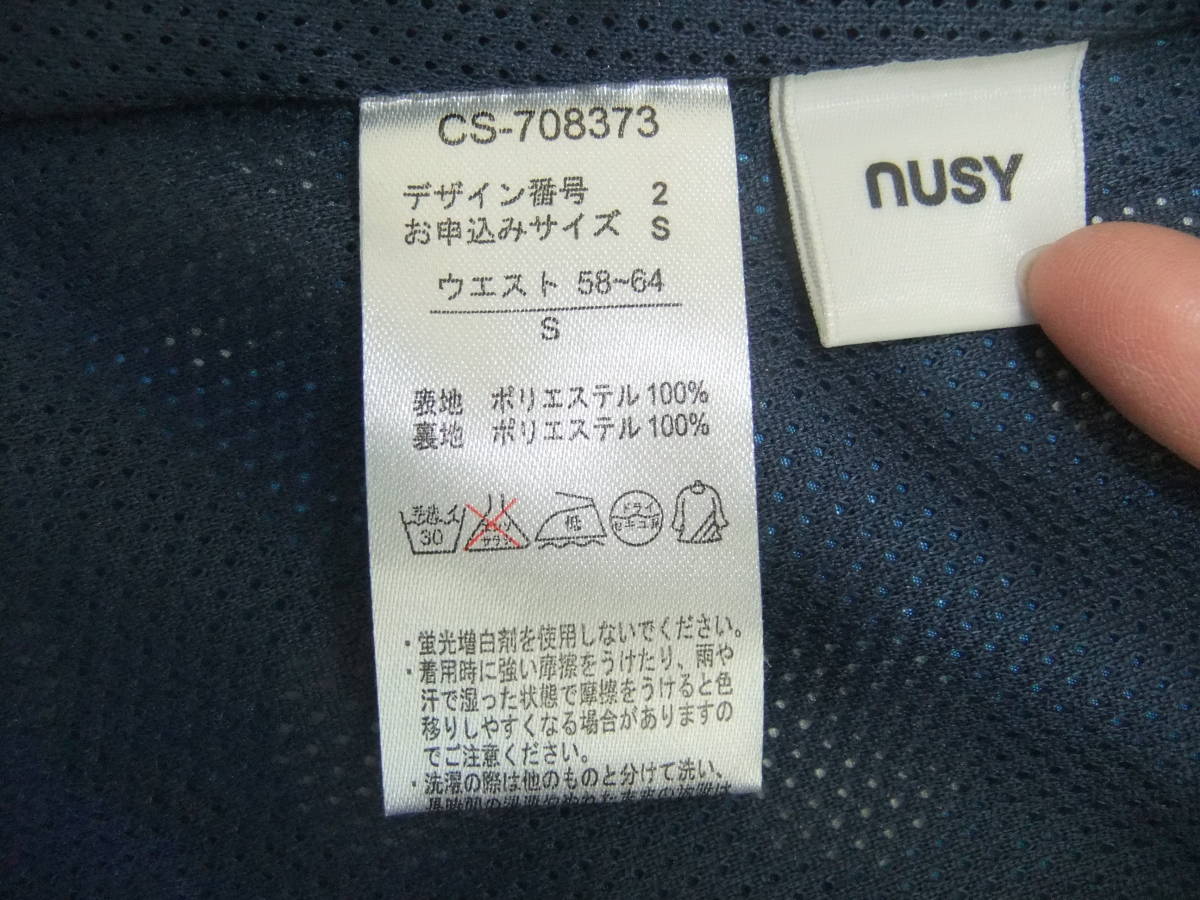 CS-708373
デザイン番号 2
お申込みサイズ S
ウエスト 58~64
S
表地 ポリエステル100%
裏地 ポリエステル100%
30
低
ドライ
・蛍光増白剤を使用しないでください。
・着用時に強い摩擦をうけたり、雨や
汗で湿った状態で摩擦をうけると色
移りしやすくなる場合がありますの
でご注意ください。
・洗濯の際は他のものと分けて洗い、
nusy